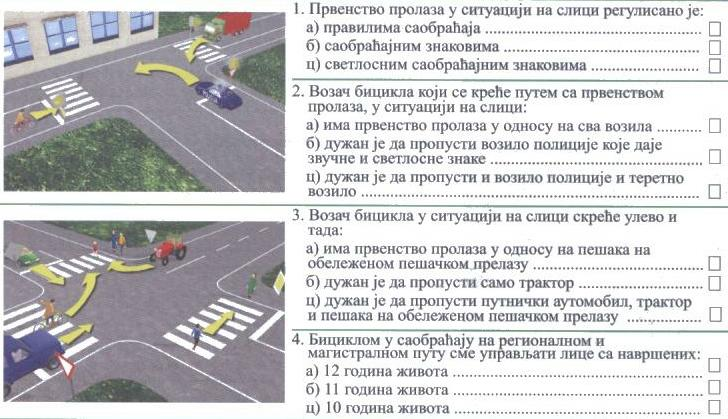 1. Првенство пролаза у ситуацији на слици регулисано је:
а) правилима саобраћаја
б) саобраћајним знаковима
ц) светлосним саобраћајним знаковима
2. Возач бицикла који се креће путем са првенством
пролаза, у ситуацији на слици:
а) има првенство пролаза у односу на сва возила
б) дужан је да пропусти возило полиције које даје
звучне и светлосне знаке
ц) дужан је да пропусти и возило полиције и теретно
возило
3. Возач бицикла у ситуацији на слици скреће улево и
тада:
а) има првенство пролаза у односу на пешака на
обележеном пешачком прелазу
б) дужан је да пропусти само трактор
ц) дужан је да пропусти путнички аутомобил, трактор
и пешака на обележеном пешачком прелазу
4. Бициклом у саобраћају на регионалном и
магистралном путу сме управљати лице са навршених:
а) 12 година живота
б) 11 година живота
ц) 10 година живота